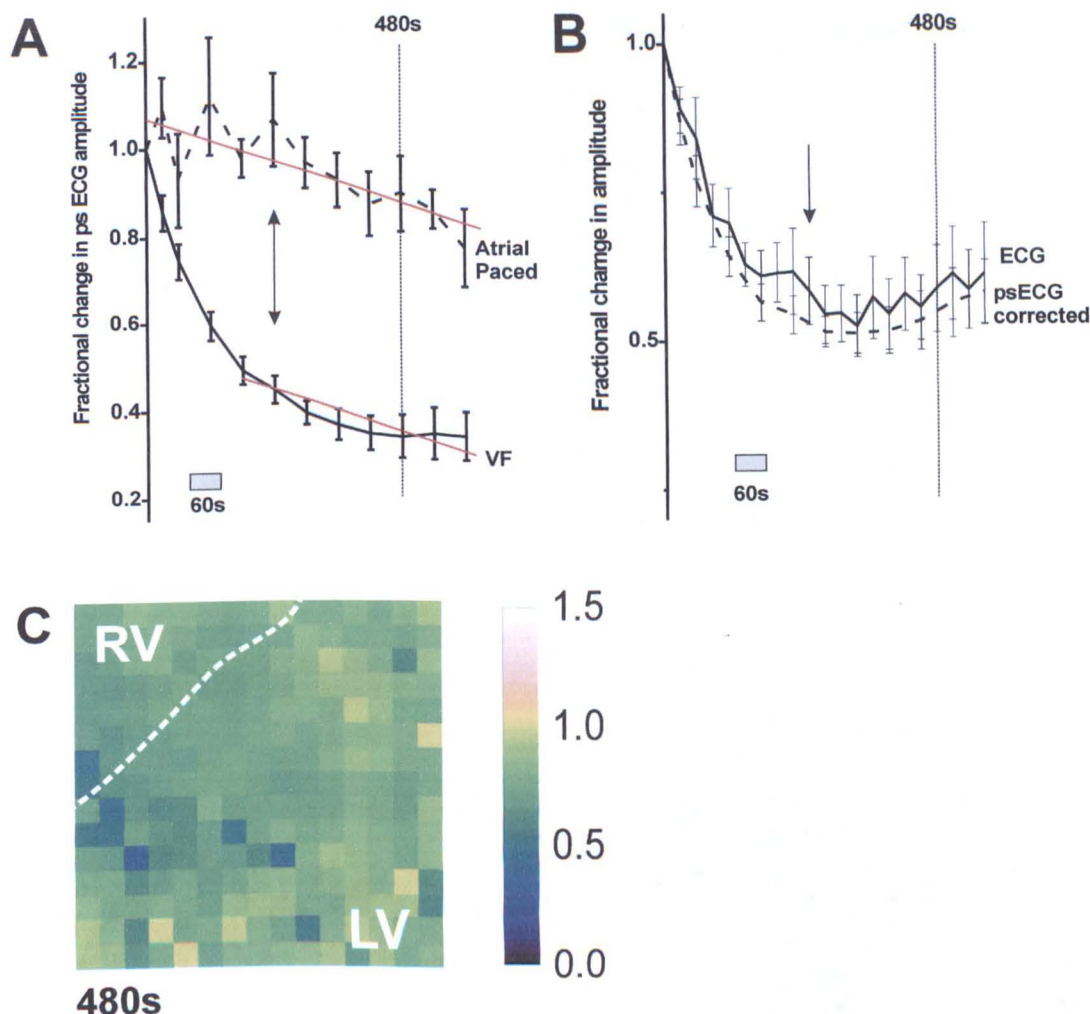 A
Fractional change in ps ECG amplitude
480s
1.2
1.0
0.8
0.6
0.4
0.2
Atrial
Paced
VF
60s
B
Fractional chamge in amplitude
480s
1.0
0.5
ECG
psECG
corrected
60s
C
RV
LV
480s
1.5
1.0
0.5
0.0